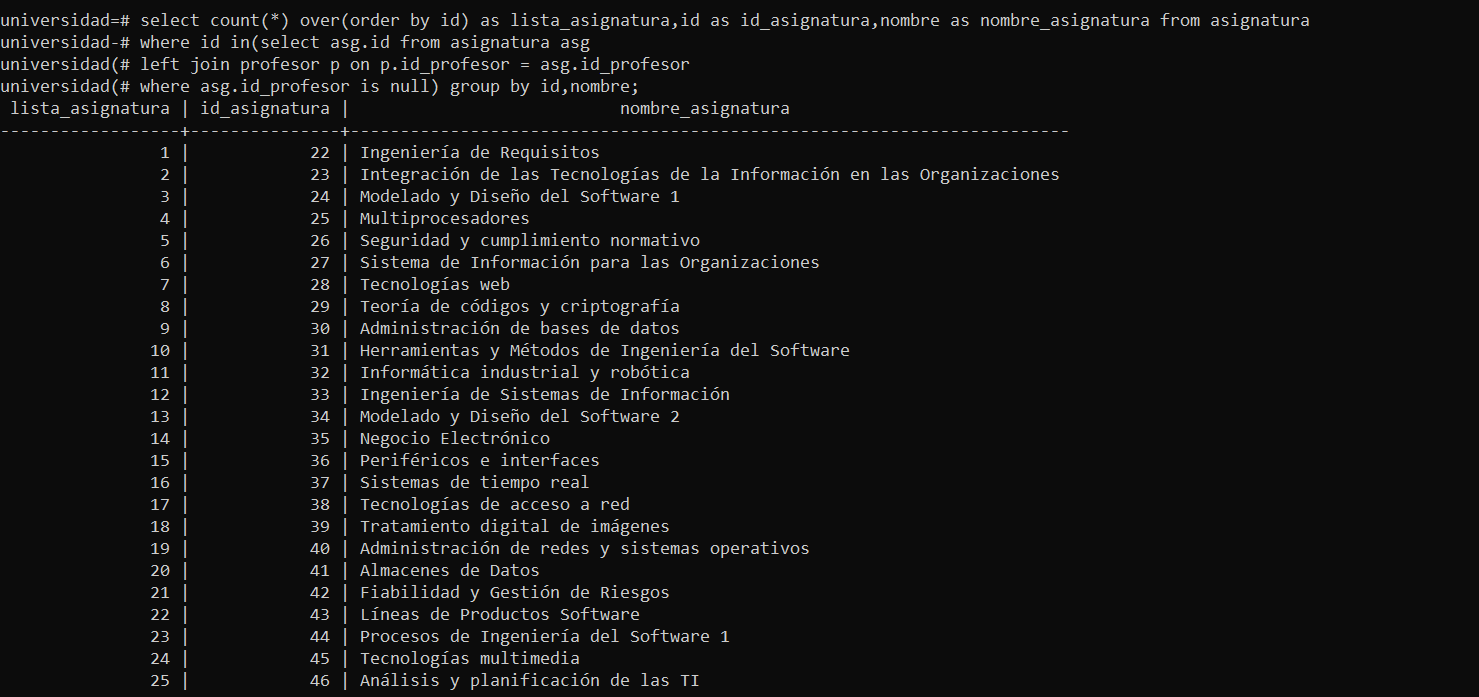 universidad=# select count(*) over(order by id) as lista_asignatura,id as id_asignatura,nombre as nombre_asignatura from asignatura
universidad-# where id in(select asg.id from asignatura asg
universidad(# left join profesor p on p.id_profesor = asg.id_profesor
universidad(# where asg.id_profesor is null) group by id,nombre;
 lista_asignatura | id_asignatura |                           nombre_asignatura
------------------+---------------+------------------------------------------------------------------------
                1 |            22 | Ingeniería de Requisitos
                2 |            23 | Integración de las Tecnologías de la Información en las Organizaciones
                3 |            24 | Modelado y Diseño del Software 1
                4 |            25 | Multiprocesadores
                5 |            26 | Seguridad y cumplimiento normativo
                6 |            27 | Sistema de Información para las Organizaciones
                7 |            28 | Tecnologías web
                8 |            29 | Teoría de códigos y criptografía
                9 |            30 | Administración de bases de datos
               10 |            31 | Herramientas y Métodos de Ingeniería del Software
               11 |            32 | Informática industrial y robótica
               12 |            33 | Ingeniería de Sistemas de Información
               13 |            34 | Modelado y Diseño del Software 2
               14 |            35 | Negocio Electrónico
               15 |            36 | Periféricos e interfaces
               16 |            37 | Sistemas de tiempo real
               17 |            38 | Tecnologías de acceso a red
               18 |            39 | Tratamiento digital de imágenes
               19 |            40 | Administración de redes y sistemas operativos
               20 |            41 | Almacenes de Datos
               21 |            42 | Fiabilidad y Gestión de Riesgos
               22 |            43 | Líneas de Productos Software
               23 |            44 | Procesos de Ingeniería del Software 1
               24 |            45 | Tecnologías multimedia
               25 |            46 | Análisis y planificación de las TI